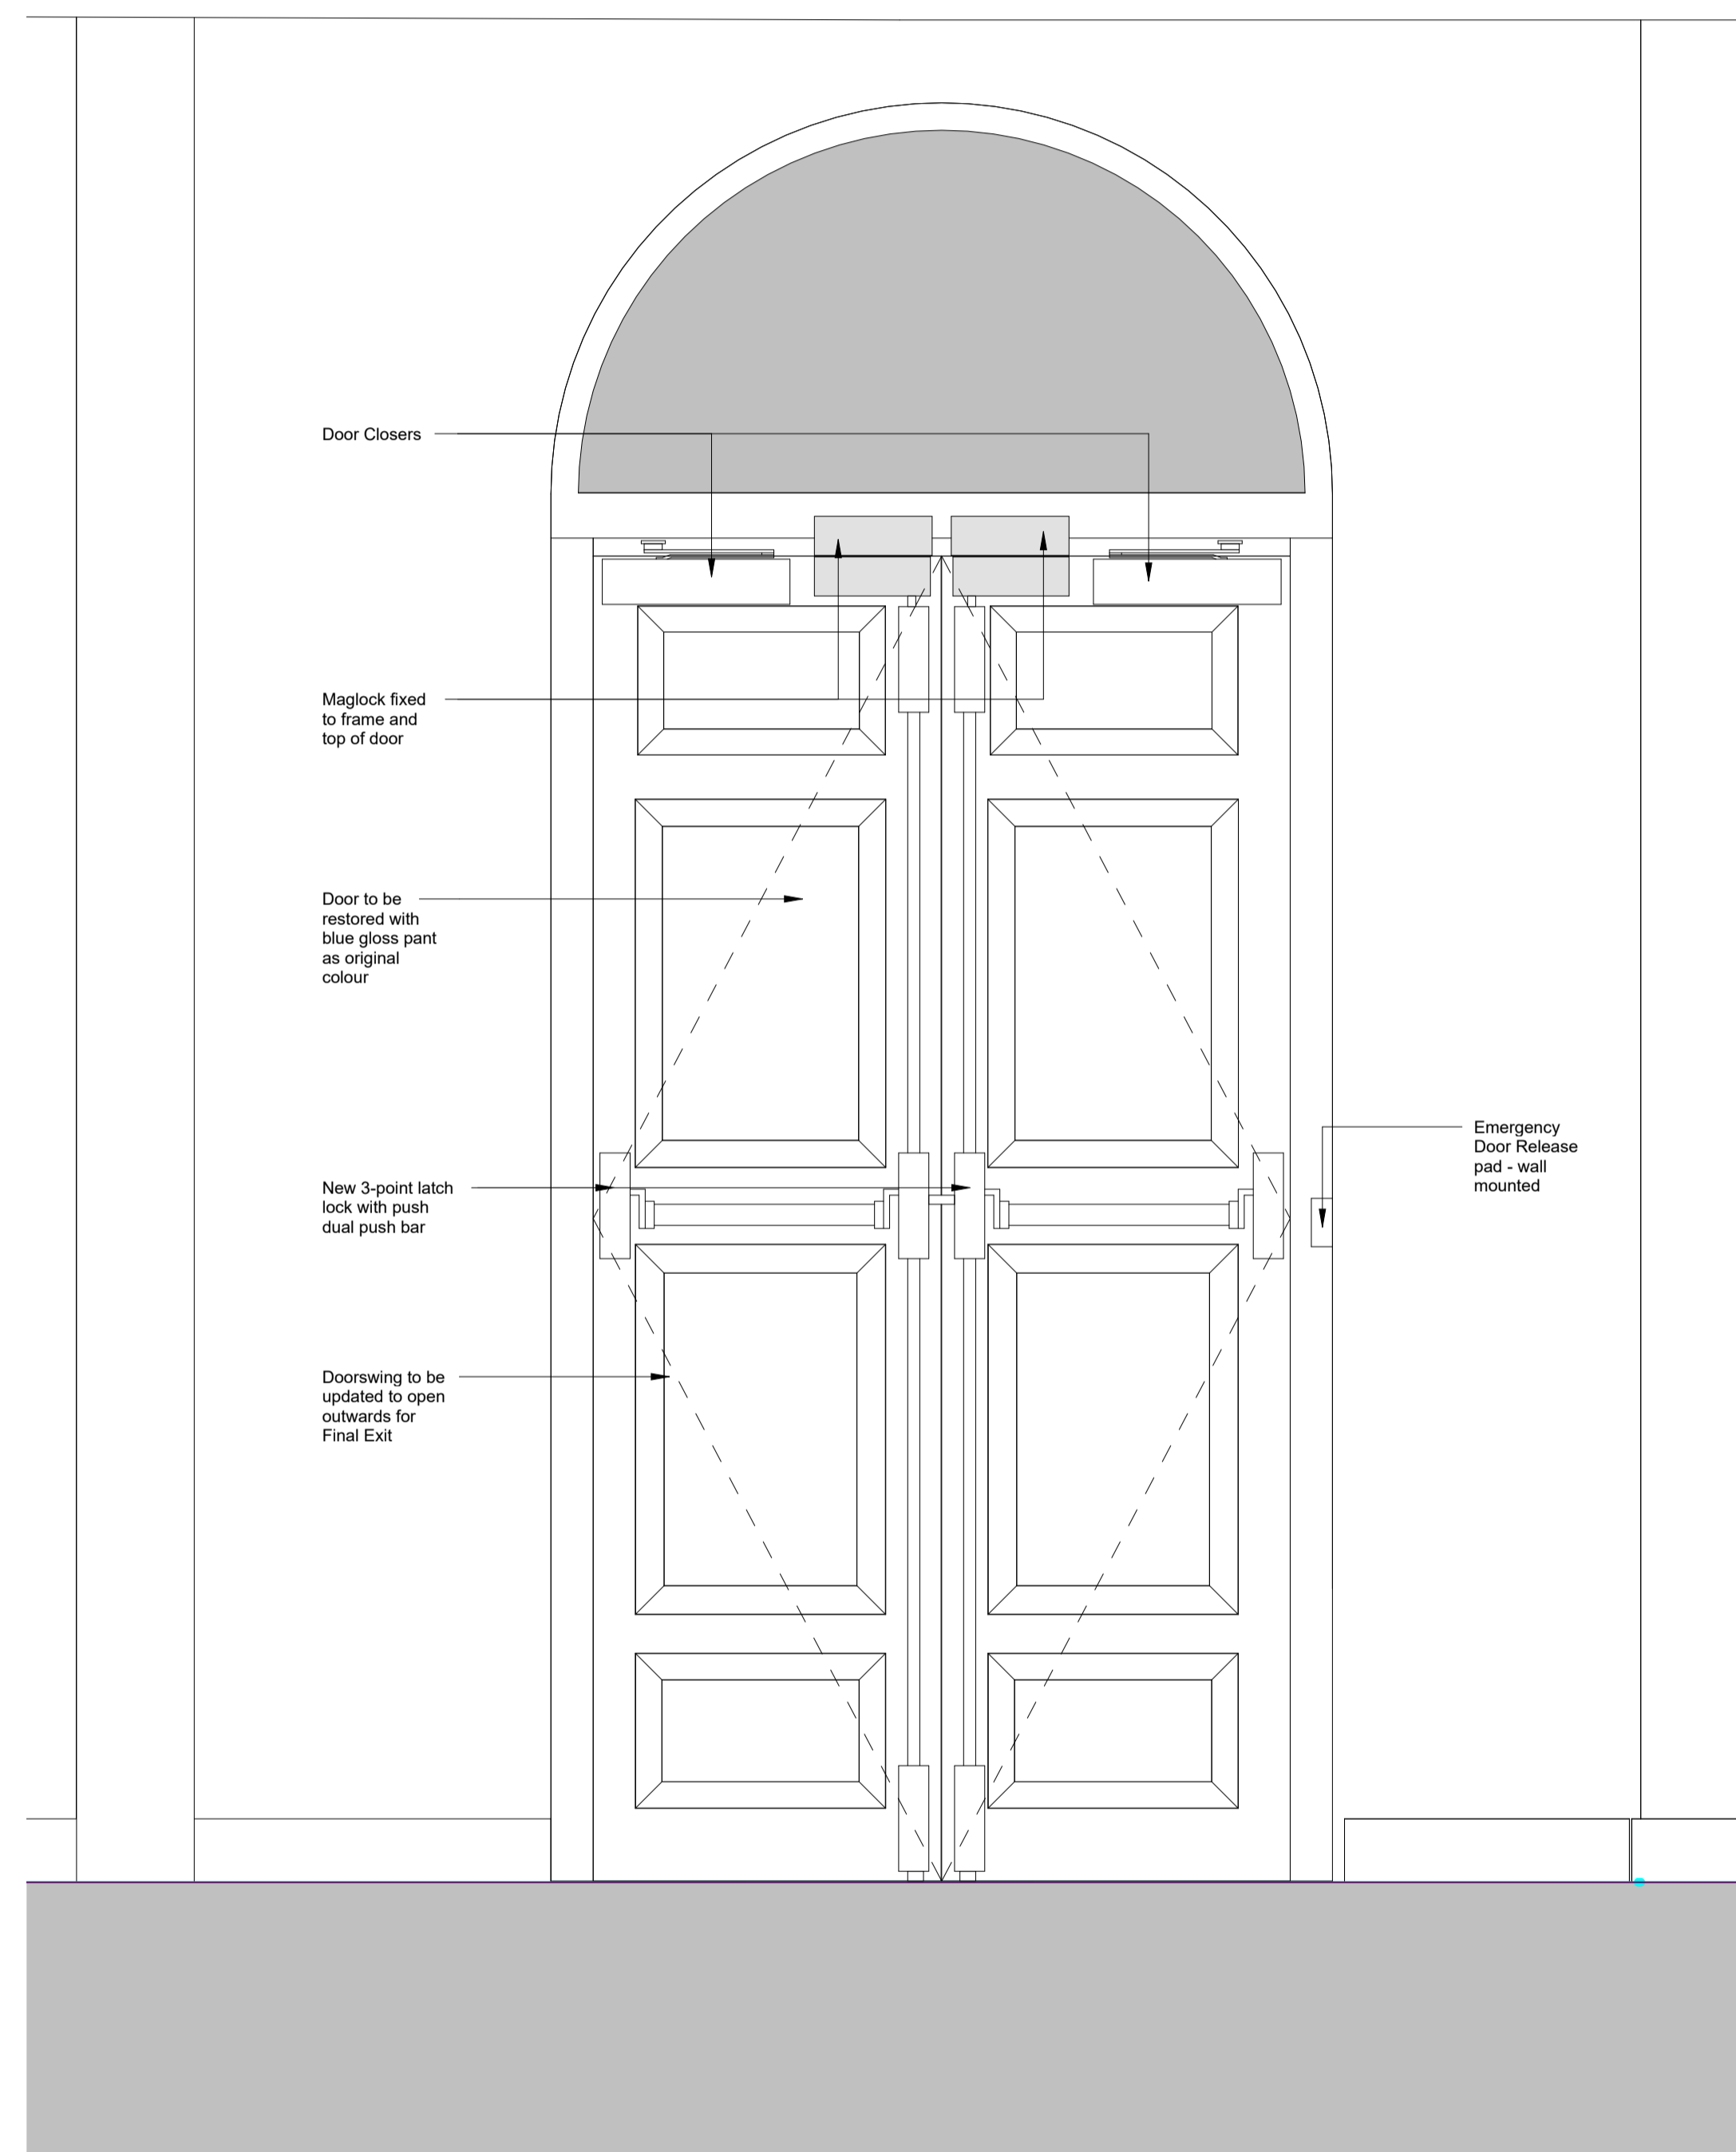 Door Closers
Maglock fixed
to frame and
top of door
Door to be
restored with
blue gloss pant
as original
colour
New 3-point latch
lock with push
dual push bar
Doorswing to be
updated to open
outwards for
Final Exit
Emergency
Door Release
pad - wall
mounted